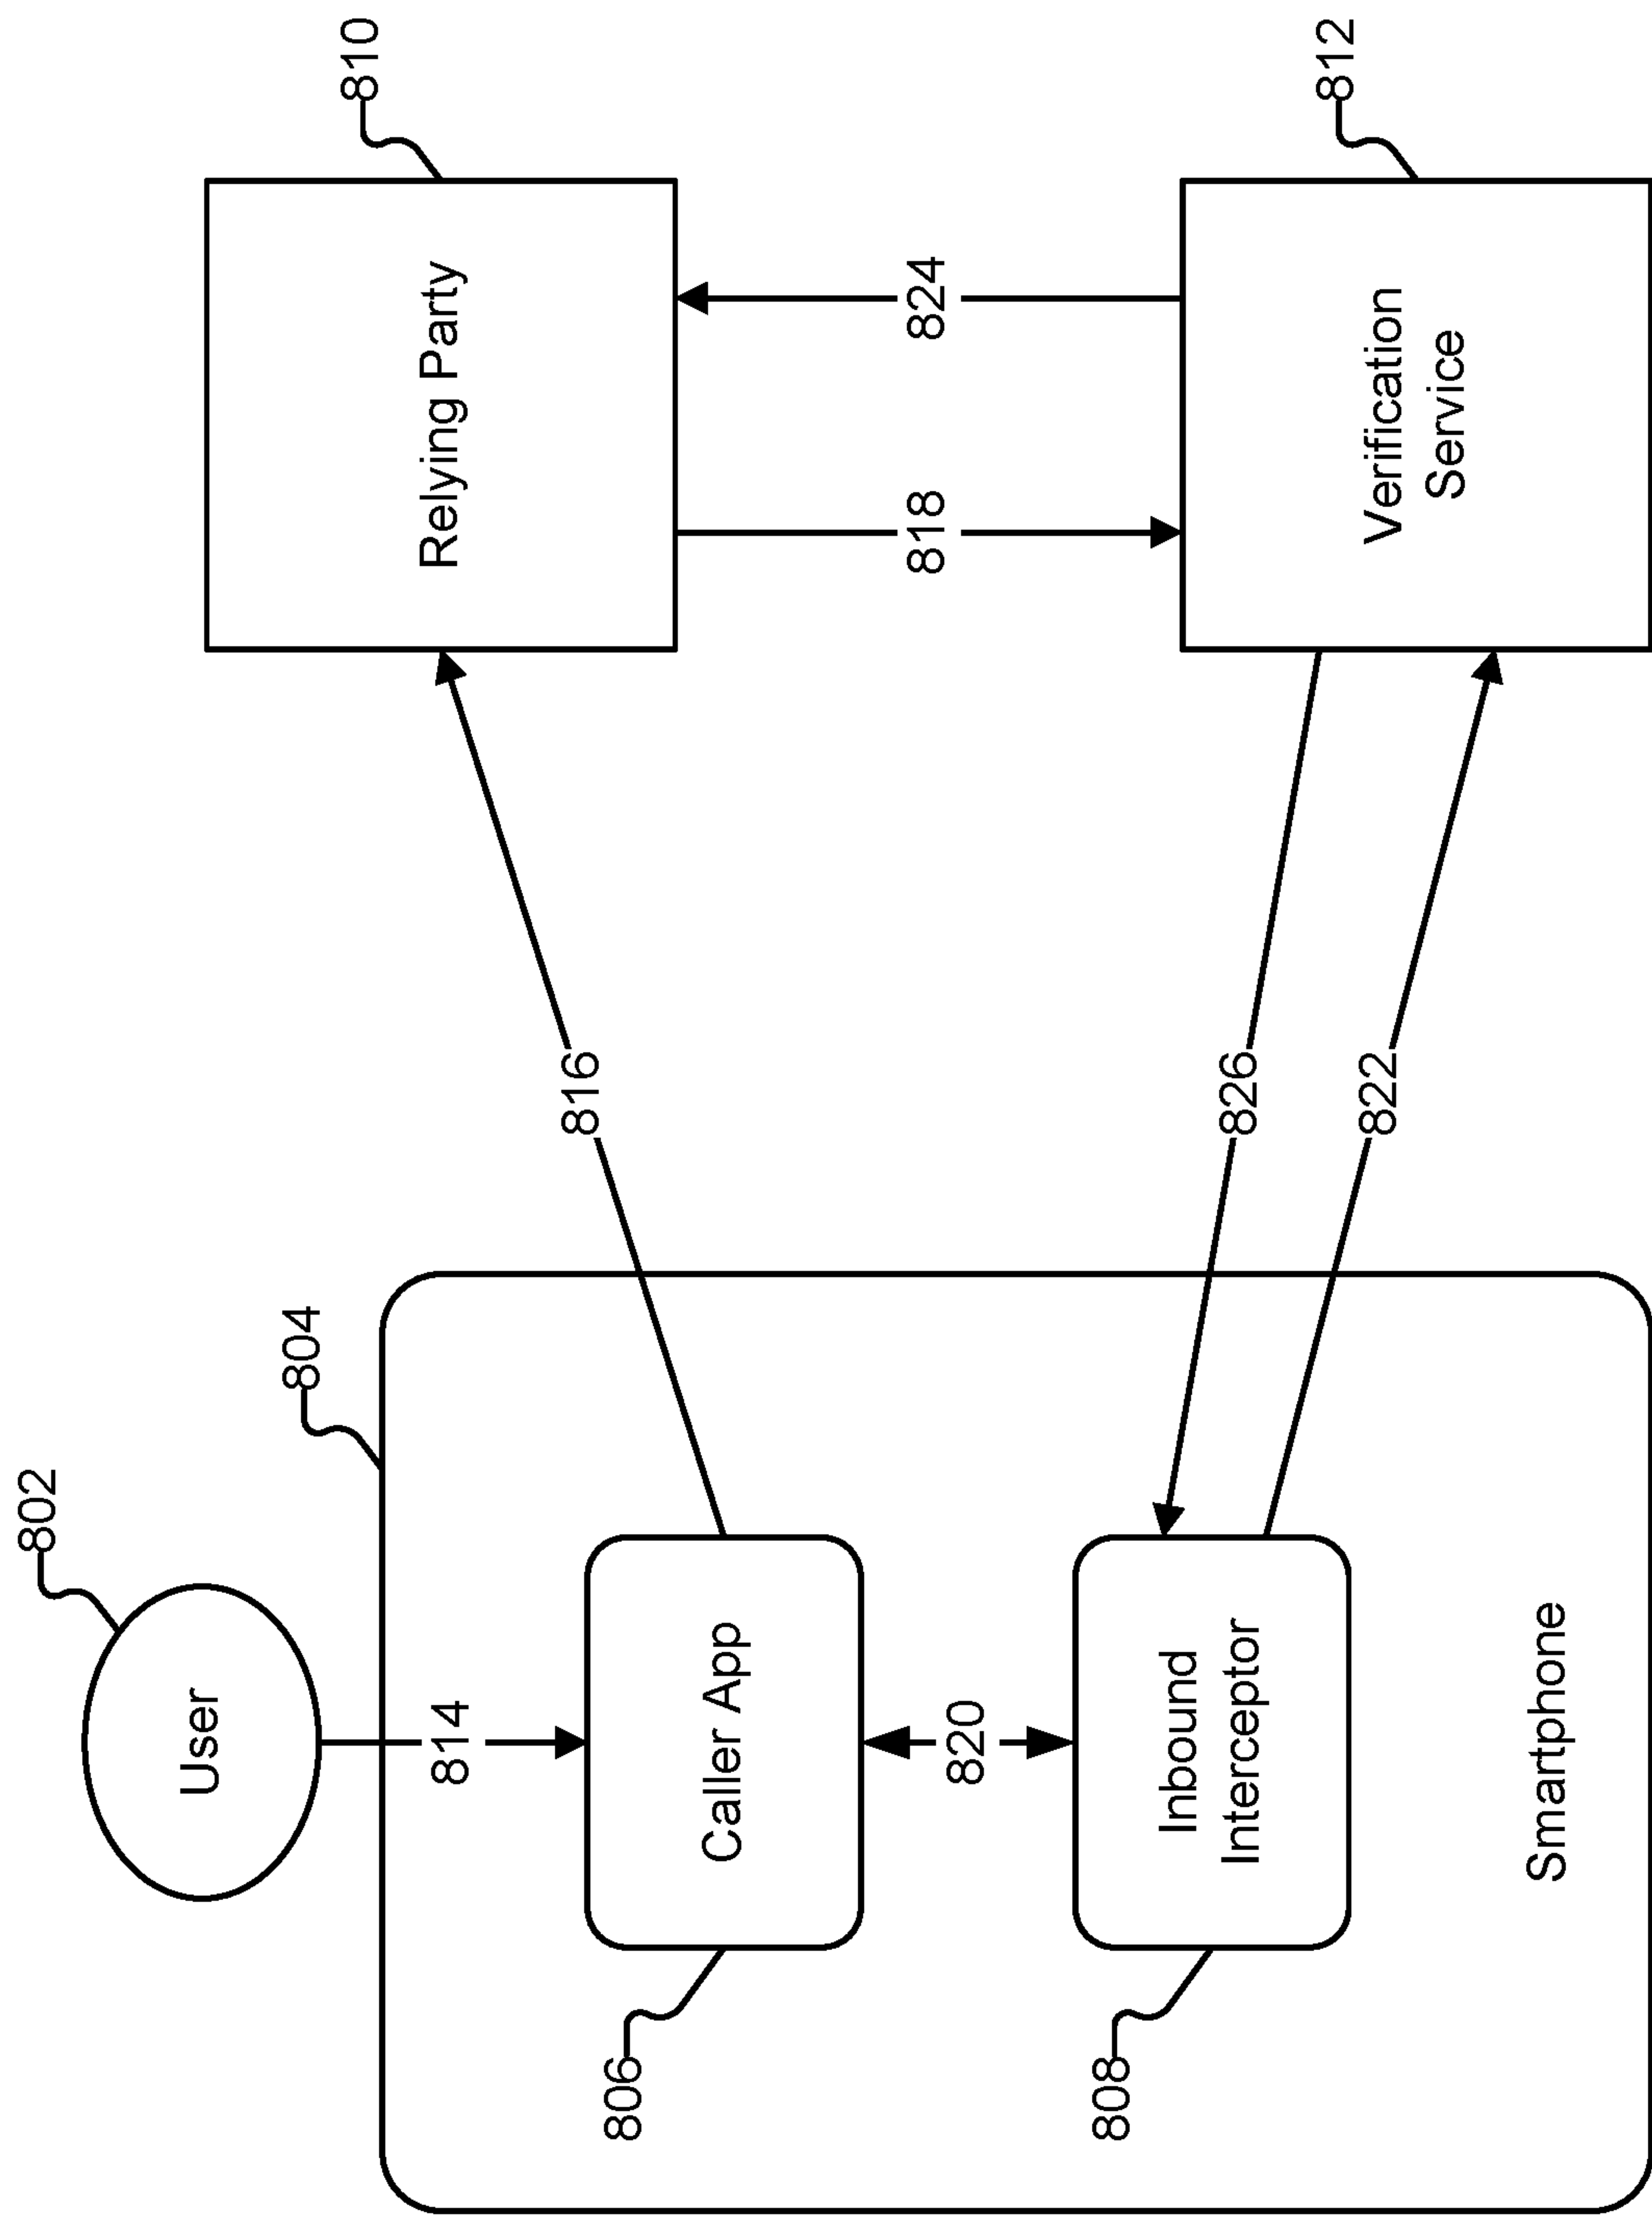 802
User
804
814
806
Caller App
816
820
808
Inbound
Interceptor
826
822
Smartphone
810
Relying Party
818
824
812
Verification
Service